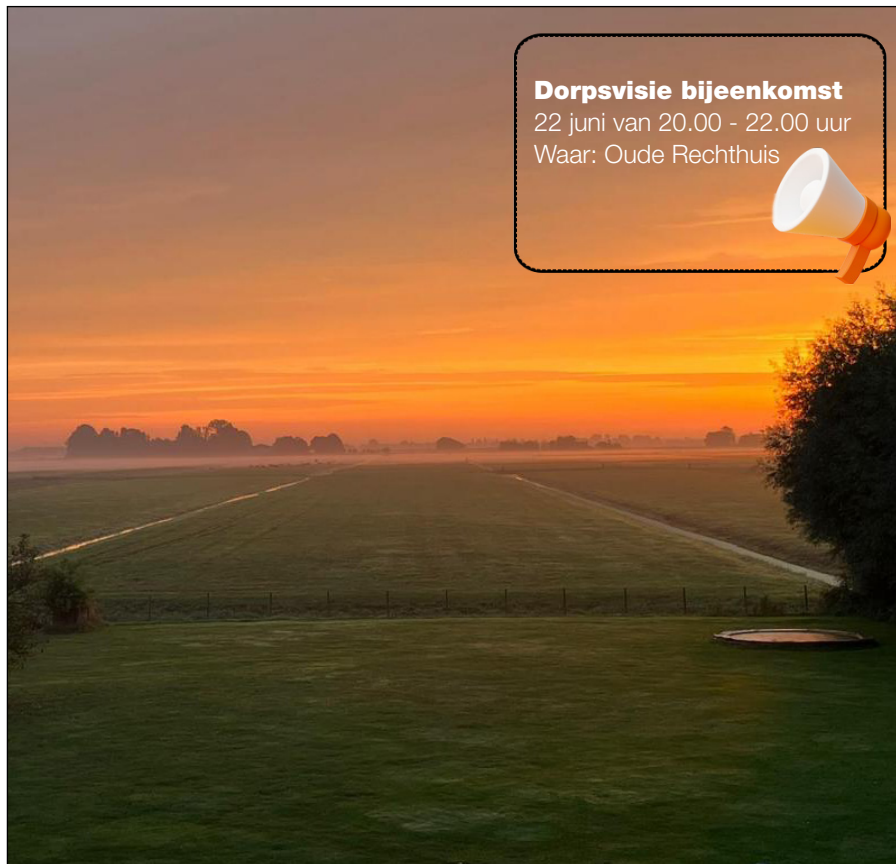 Dorpsvisie bijeenkomst
22 juni van 20.00 - 22.00 uur
Waar: Oude Rechthuis